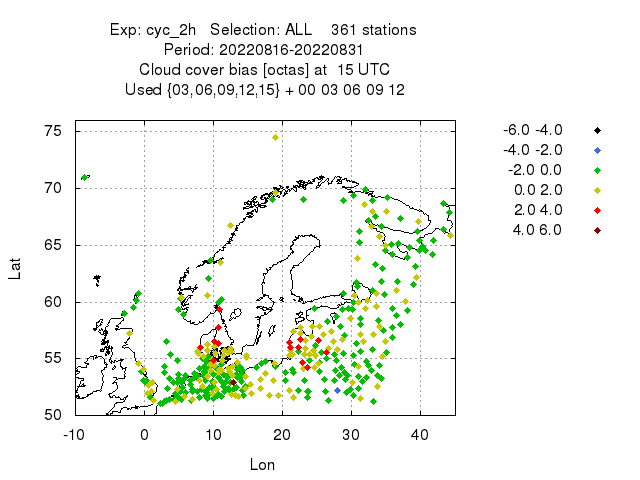 Exp: cyc_2h   Selection: ALL    361 stations
Period: 20220816-20220831
Cloud cover bias [octas] at  15 UTC
Used {03,06,09,12,15} + 00 03 06 09 12
-6.0 -4.0
-4.0 -2.0
-2.0 0.0
0.0 2.0
2.0 4.0
4.0 6.0
75
70
65
60
55
50
Lat
-10 0 10 20 30 40
Lon